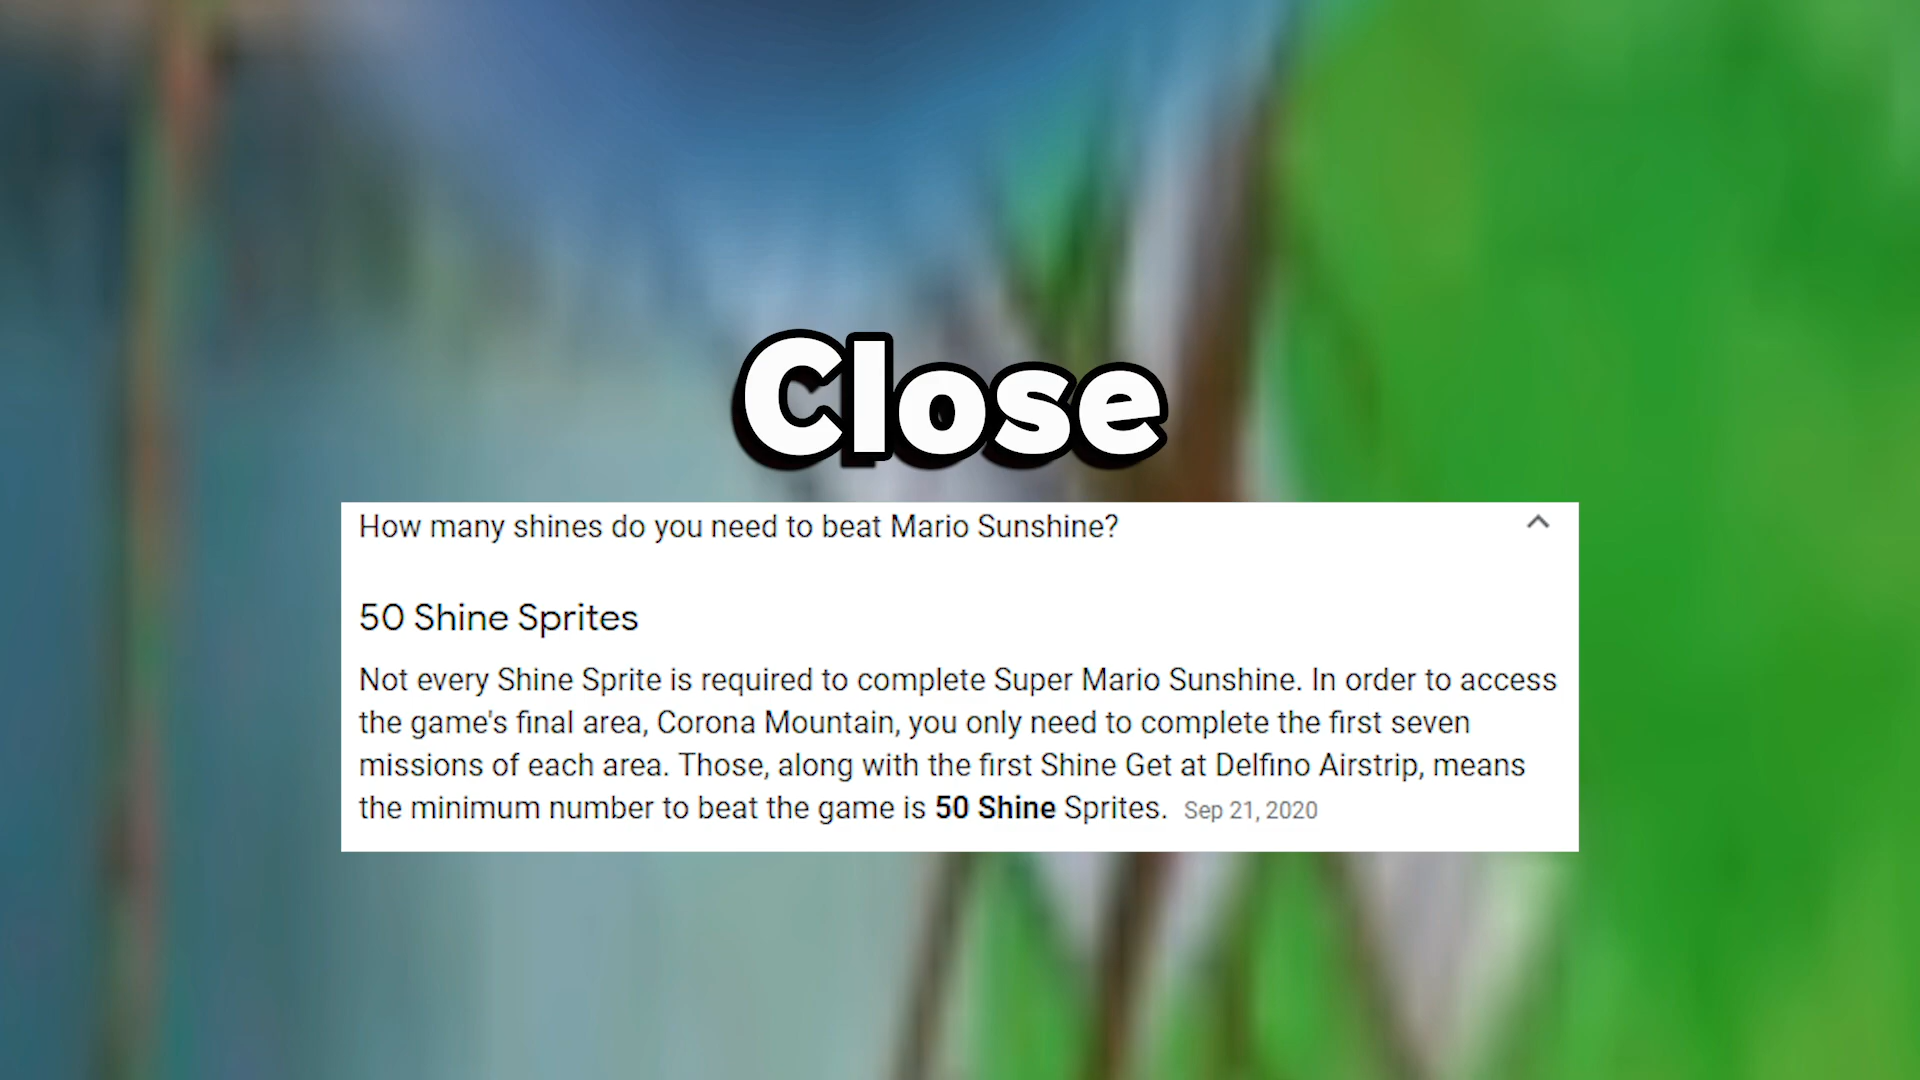 Close
How many shines do you need to beat Mario Sunshine?
50 Shine Sprites
Not every Shine Sprite is required to complete Super Mario Sunshine. In order to access
the game's final area, Corona Mountain, you only need to complete the first seven
missions of each area. Those, along with the first Shine Get at Delfino Airstrip, means
the minimum number to beat the game is 50 Shine Sprites. Sep 21, 2020